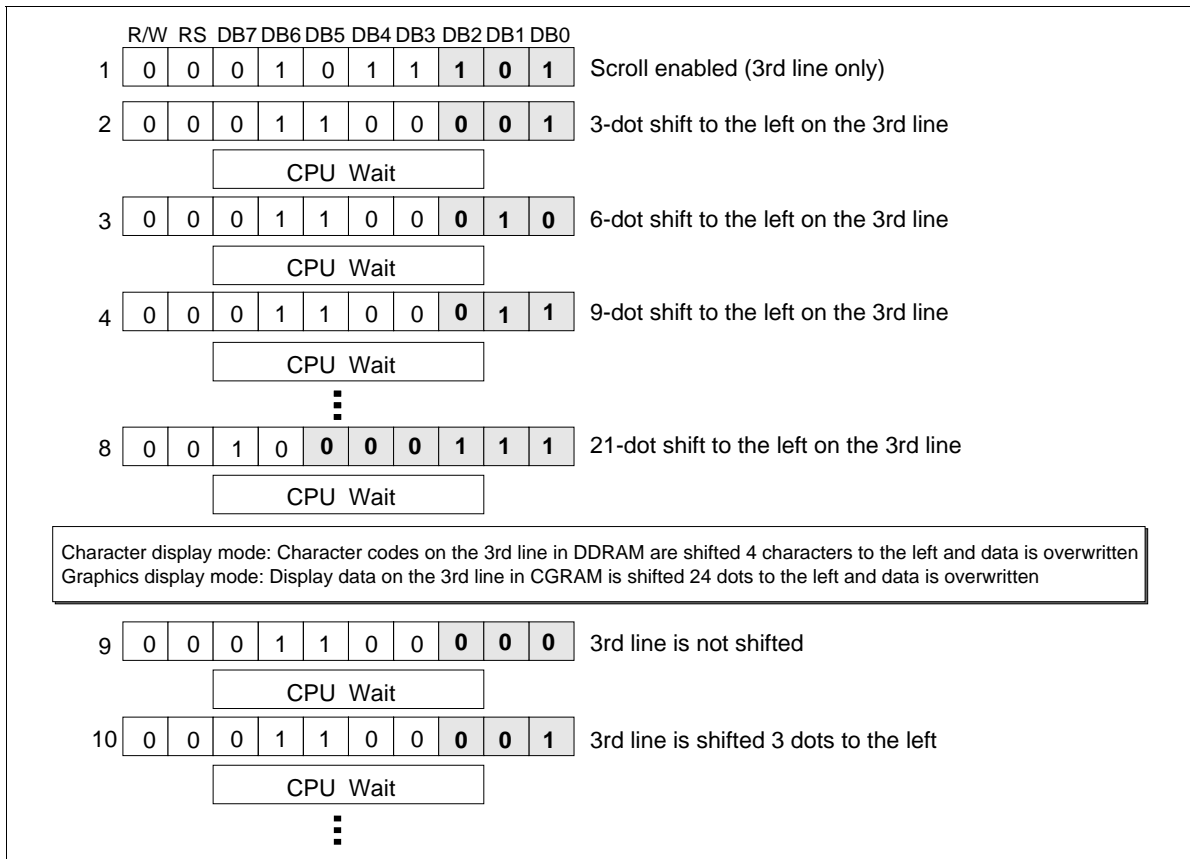 R/W RS DB7 DB6 DB5 DB4 DB3 DB2 DB1 DB0
1 0 0 0 1 0 1 1 1 0 1 Scroll enabled (3rd line only)
2 0 0 0 1 1 0 0 0 0 1 3-dot shift to the left on the 3rd line
CPU Wait
3 0 0 0 1 1 0 0 0 1 0 6-dot shift to the left on the 3rd line
CPU Wait
4 0 0 0 1 1 0 0 0 1 1 9-dot shift to the left on the 3rd line
CPU Wait
8 0 0 1 0 0 0 0 1 1 1 21-dot shift to the left on the 3rd line
CPU Wait
Character display mode: Character codes on the 3rd line in DDRAM are shifted 4 characters to the left and data is overwritten
Graphics display mode: Display data on the 3rd line in CGRAM is shifted 24 dots to the left and data is overwritten
9 0 0 0 1 1 0 0 0 0 0 3rd line is not shifted
CPU Wait
10 0 0 0 1 1 0 0 0 0 1 3rd line is shifted 3 dots to the left
CPU Wait